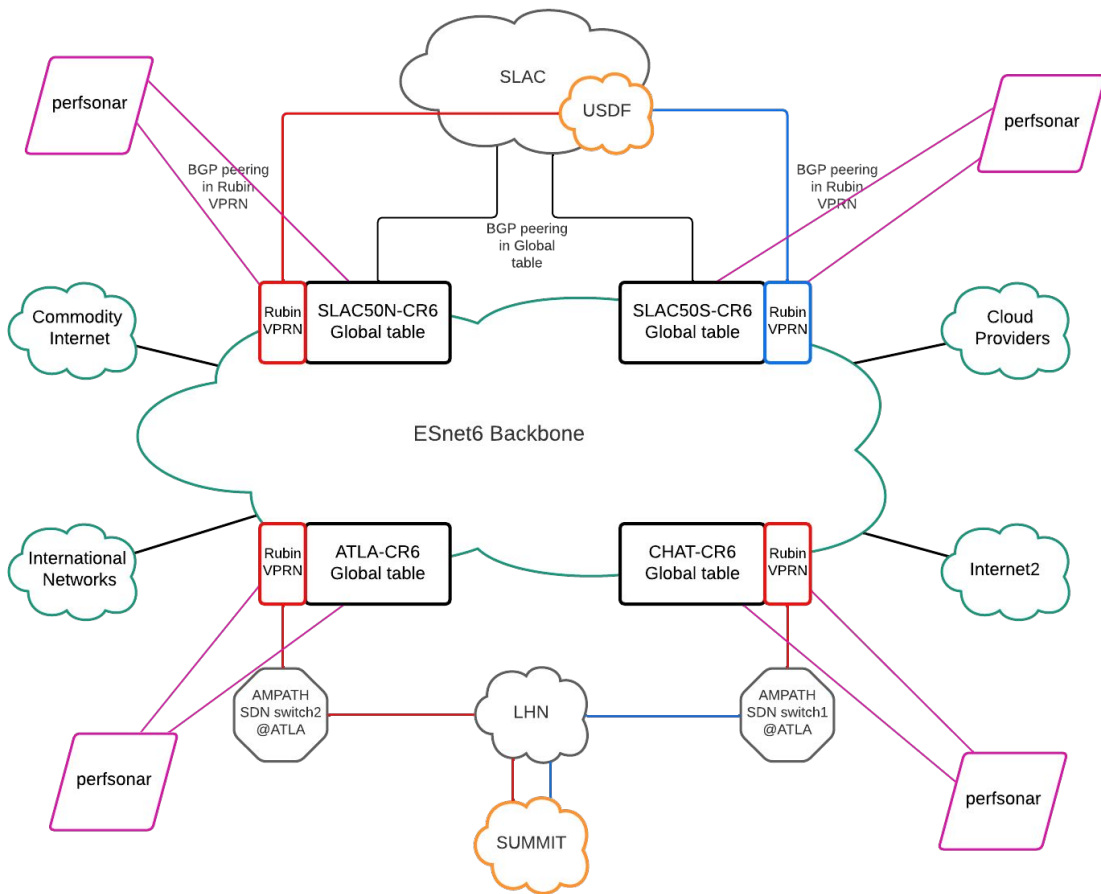 SLAC
USDF
perfsonar
perfsonar
BGP peering
in Rubin
VPRN
BGP peering
in Rubin
VPRN
BGP peering
in Global
table
Commodity
Internet
Rubin
VPRN
SLAC50N-CR6
Global table
SLAC50S-CR6
Global table
Rubin
VPRN
Cloud
Providers
ESnet6 Backbone
International
Networks
Rubin
VPRN
ATLA-CR6
Global table
CHAT-CR6
Global table
Rubin
VPRN
Internet2
AMPATH
SDN switch2
@ATLA
LHN
AMPATH
SDN switch1
@ATLA
perfsonar
perfsonar
SUMMIT